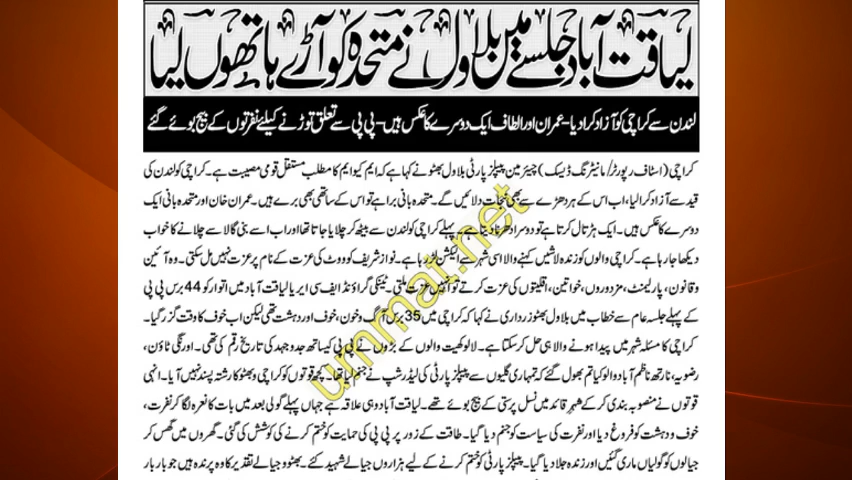 لیاقت آباد جلسے میں بلاول نے متحدہ کو آڑے ہاتھوں لیا
لندن سے کراچی کو آزاد کرا دیا۔ عمران اور الطاف ایک دوسرے کا عکس ہیں۔ پی پی سے تعلق توڑنے کیلئے نفرتوں کے بیج بوئے گئے
کراچی (اسٹاف رپورٹر/مانیٹرنگ ڈیسک) چیئرمین پیپلز پارٹی بلاول بھٹو نے کہا ہے کہ ایم کیو ایم کا مطلب مستقل قومی مصیبت ہے۔ کراچی کو لندن کی
قید سے آزاد کرا لیا، اب اس کے ہر دھڑے سے بھی نجات دلائیں گے۔ متحدہ بانی برا ہے تو اس کے ساتھی بھی برے ہیں۔ عمران خان اور متحدہ بانی ایک
دوسرے کا عکس ہیں۔ ایک ہڑتال کرتا ہے تو دوسرا دھرنا دیتا ہے۔ پہلے کراچی کو لندن سے بیٹھ کر چلایا جاتا تھا اور اب اسے بنی گالا سے چلانے کا خواب
دیکھا جا رہا ہے۔ کراچی والوں کو زندہ لاشیں کہنے والا اسی شہر سے الیکشن لڑ رہا ہے۔ نواز شریف کو ووٹ کی عزت کے نام پر عزت نہیں مل سکتی۔ وہ آئین
و قانون، پارلیمنٹ، مزدوروں، خواتین، اقلیتوں کی عزت کرتے تو انہیں عزت ملتی۔ ٹینکی گراؤنڈ ایف سی ایریا لیاقت آباد میں اتوار کو 44 برس پی پی
کے پہلے جلسہ عام سے خطاب میں بلاول بھٹو زرداری نے کہا کہ کراچی میں 35 برس آگ و خون، خوف اور دہشت تھی لیکن اب خوف کا وقت گزر گیا۔
کراچی کا مسئلہ شہر میں پیدا ہونے والا ہی حل کر سکتا ہے۔ لالوکھیت والوں کے بڑوں نے پی پی کیساتھ جدوجہد کی تاریخ رقم کی تھی۔ اورنگی ٹاؤن،
رضویہ، نارتھ ناظم آباد والو کیا تم بھول گئے کہ تمہاری گلیوں سے پیپلز پارٹی کی لیڈر شپ نے جنم لیا تھا۔ کچھ قوتوں کو کراچی و بھٹو کا رشتہ پسند نہیں آیا۔ انہی
قوتوں نے منصوبہ بندی کر کے شہر قائد میں نسل پرستی کے بیج بوئے تھے۔ لیاقت آباد وہی علاقہ ہے جہاں پہلے گولی بعد میں بات کا نعرہ لگا کر نفرت،
خوف و دہشت کو فروغ دیا اور نفرت کی سیاست کو جنم دیا گیا۔ طاقت کے زور پر پی پی کی حمایت کو ختم کرنے کی کوشش کی گئی۔ گھروں میں گھس کر
جیالوں کو گولیاں ماری گئیں اور زندہ جلا دیا گیا۔ پیپلز پارٹی کو ختم کرنے کے لیے ہزاروں جیالے شہید کئے۔ بھٹو و جیالے تقدیر کا وہ پرندہ ہیں جو بار بار
ummat.net